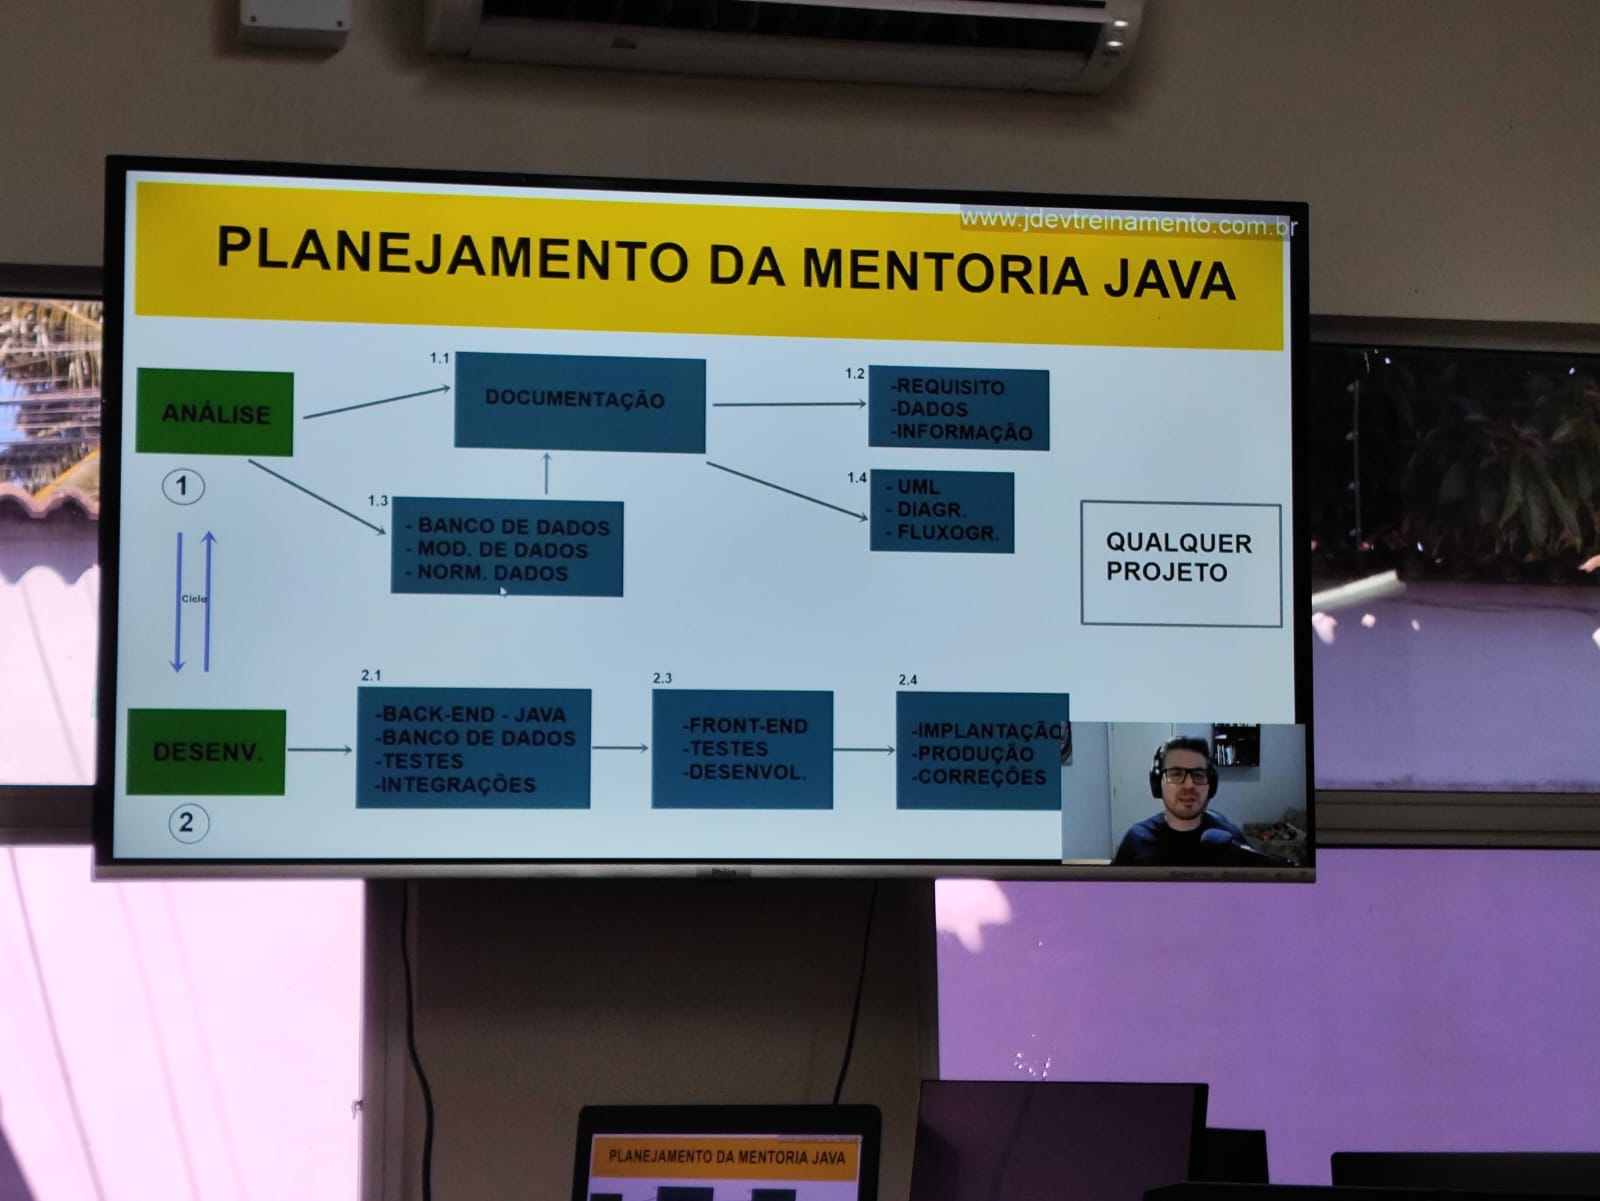 www.jdevtreinamento.com.br
PLANEJAMENTO DA MENTORIA JAVA
ANÁLISE
1
1.1
DOCUMENTAÇÃO
1.2
-REQUISITO
-DADOS
-INFORMAÇÃO
1.3
- BANCO DE DADOS
- MOD. DE DADOS
- NORM. DADOS
1.4
- UML
- DIAGR.
- FLUXOGR.
QUALQUER
PROJETO
Ciclo
DESENV.
2
2.1
-BACK-END - JAVA
-BANCO DE DADOS
-TESTES
-INTEGRAÇÕES
2.3
-FRONT-END
-TESTES
-DESENVOL.
2.4
-IMPLANTAÇÃO
-PRODUÇÃO
-CORREÇÕES
Philco
PLANEJAMENTO DA MENTORIA JAVA